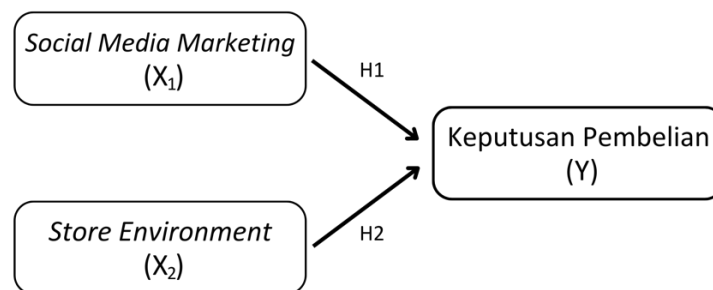 Social Media Marketing
(X₁)
H1
Keputusan Pembelian
(Y)
Store Environment
(X₂)
H2